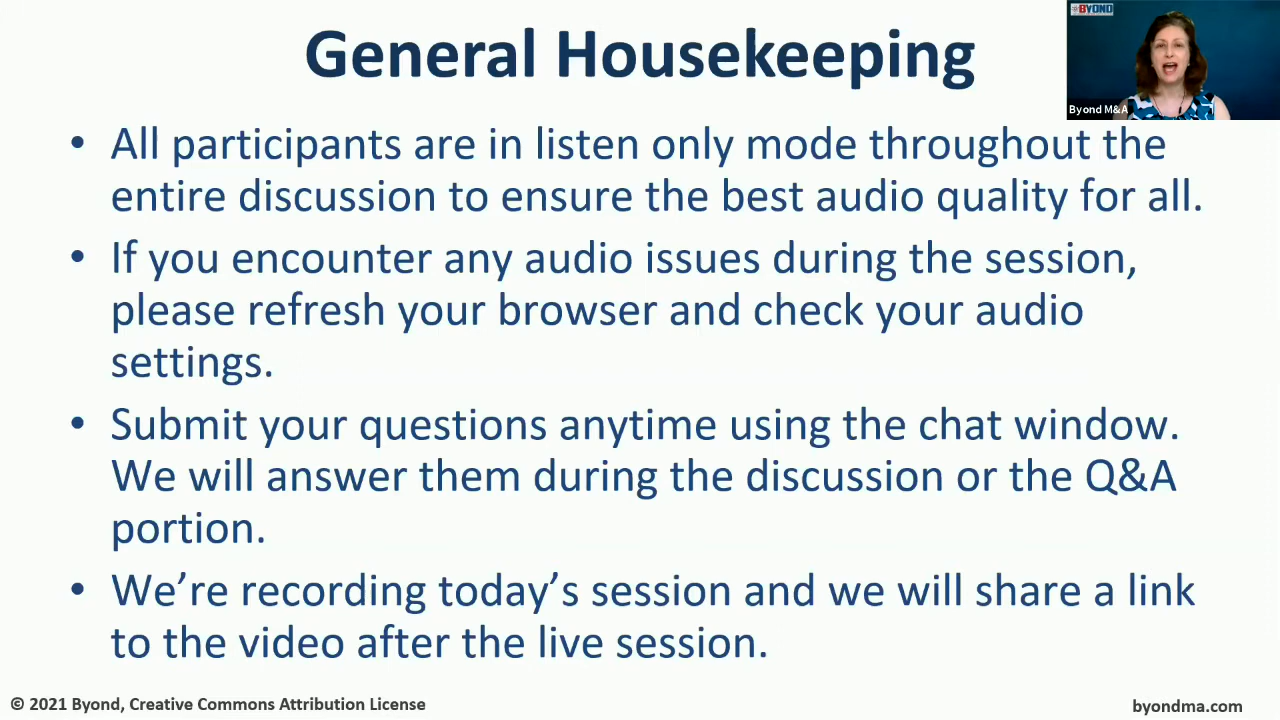 General Housekeeping
BYOND
Byond M&A
• All participants are in listen only mode throughout the
entire discussion to ensure the best audio quality for all.
• If you encounter any audio issues during the session,
please refresh your browser and check your audio
settings.
• Submit your questions anytime using the chat window.
We will answer them during the discussion or the Q&A
portion.
• We’re recording today’s session and we will share a link
to the video after the live session.
© 2021 Byond, Creative Commons Attribution License
byondma.com